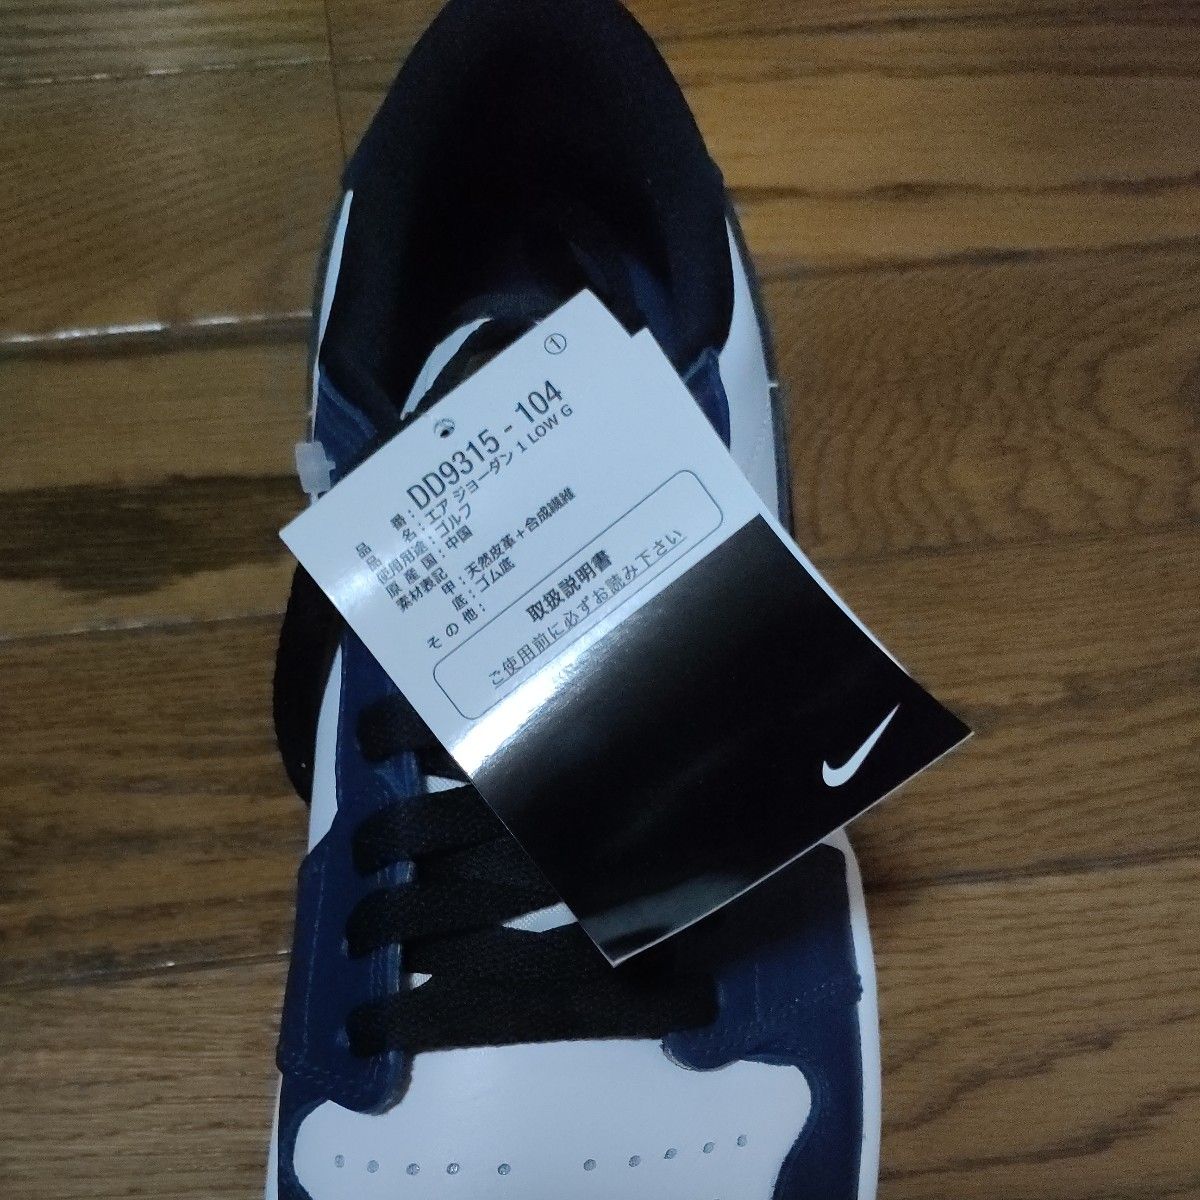 ①
品番：DD9315 - 104
品名：エア ジョーダン 1 LOW G
使用用途：ゴルフ
原産国：中国
素材表記 甲：天然皮革＋合成繊維
底：ゴム底
その他：
取扱説明書
ご使用前に必ずお読み下さい